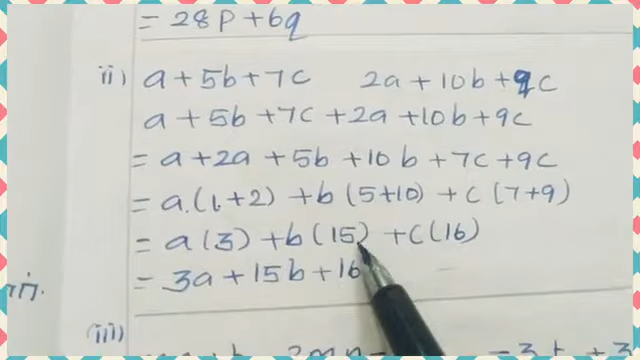 = 28p + 6q
ii) a + 5b + 7c 2a + 10b + 9c
a + 5b + 7c + 2a + 10b + 9c
= a + 2a + 5b + 10b + 7c + 9c
= a.(1+2) + b(5+10) + c(7+9)
= a(3) + b(15) + c(16)
= 3a + 15b + 16
(iii)